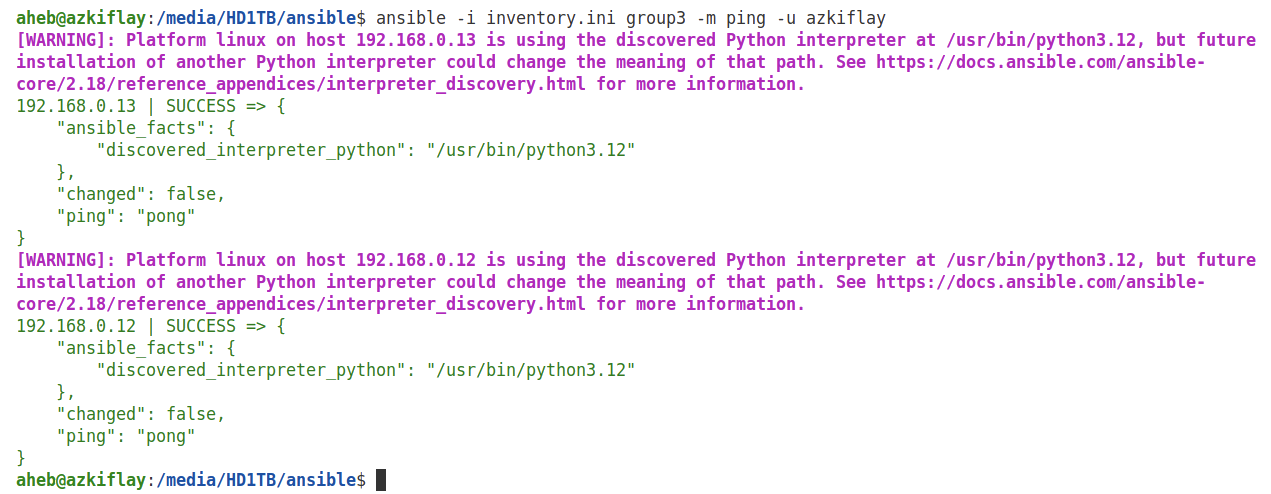 aheb@azkiflay:/media/HD1TB/ansible$ ansible -i inventory.ini group3 -m ping -u azkiflay
[WARNING]: Platform linux on host 192.168.0.13 is using the discovered Python interpreter at /usr/bin/python3.12, but future
installation of another Python interpreter could change the meaning of that path. See https://docs.ansible.com/ansible-
core/2.18/reference_appendices/interpreter_discovery.html for more information.
192.168.0.13 | SUCCESS => {
    "ansible_facts": {
        "discovered_interpreter_python": "/usr/bin/python3.12"
    },
    "changed": false,
    "ping": "pong"
}
[WARNING]: Platform linux on host 192.168.0.12 is using the discovered Python interpreter at /usr/bin/python3.12, but future
installation of another Python interpreter could change the meaning of that path. See https://docs.ansible.com/ansible-
core/2.18/reference_appendices/interpreter_discovery.html for more information.
192.168.0.12 | SUCCESS => {
    "ansible_facts": {
        "discovered_interpreter_python": "/usr/bin/python3.12"
    },
    "changed": false,
    "ping": "pong"
}
aheb@azkiflay:/media/HD1TB/ansible$